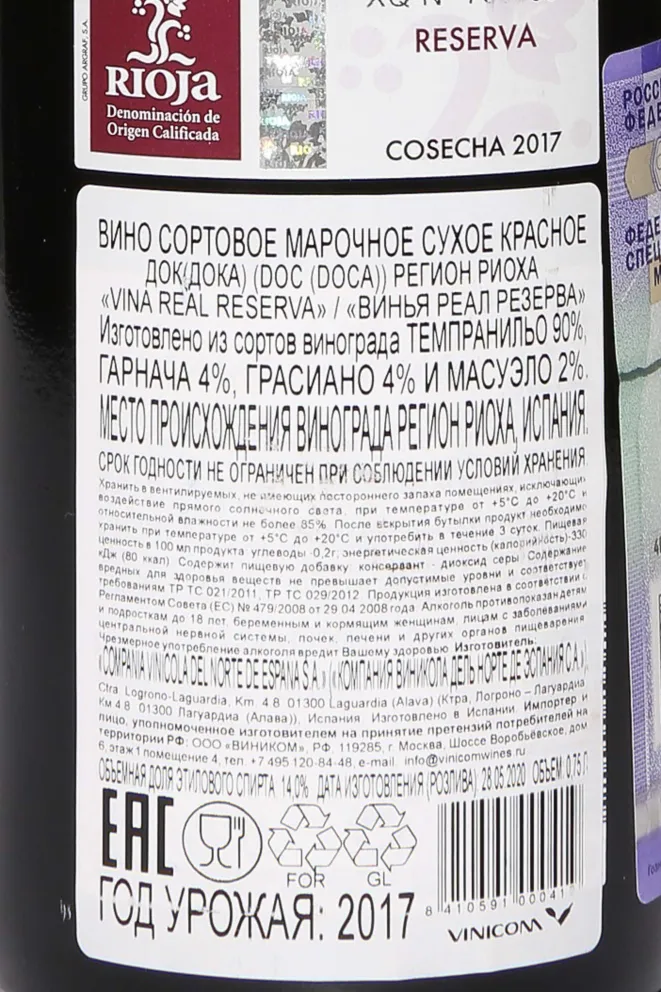 GRUPO ARGRAF, S.A.
RIOJA
Denominación de
Origen Calificada
RESERVA
COSECHA 2017
ВИНО СОРТОВОЕ МАРОЧНОЕ СУХОЕ КРАСНОЕ
ДОК(ДОКА) (DOC (DOCA)) РЕГИОН РИОХА
«VINA REAL RESERVA» / «ВИНЬЯ РЕАЛ РЕЗЕРВА»
Изготовлено из сортов винограда ТЕМПРАНИЛЬО 90%,
ГАРНАЧА 4%, ГРАСИАНО 4% И МАСУЭЛО 2%.
МЕСТО ПРОИСХОЖДЕНИЯ ВИНОГРАДА РЕГИОН РИОХА, ИСПАНИЯ.
СРОК ГОДНОСТИ НЕ ОГРАНИЧЕН ПРИ СОБЛЮДЕНИИ УСЛОВИЙ ХРАНЕНИЯ
Хранить в вентилируемых, не имеющих постороннего запаха помещениях, исключающих
воздействие прямого солнечного света, при температуре от +5°С до +20°С и
относительной влажности не более 85%. После вскрытия бутылки продукт необходимо
хранить при температуре от +5°С до +20°С и употребить в течение 3 суток. Пищевая
ценность в 100 мл продукта: углеводы -0,2г; энергетическая ценность (калорийность)-330
кДж (80 ккал). Содержит пищевую добавку: консервант - диоксид серы. Содержание
вредных для здоровья веществ не превышает допустимые уровни и соответствует
требованиям ТР ТС 021/2011, ТР ТС 029/2012. Продукция изготовлена в соответствии с
Регламентом Совета (ЕС) № 479/2008 от 29 04 2008 года. Алкоголь противопоказан детям
и подросткам до 18 лет, беременным и кормящим женщинам, лицам с заболеваниями
центральной нервной системы, почек, печени и других органов пищеварения.
Чрезмерное употребление алкоголя вредит Вашему здоровью. Изготовитель:
«COMPANIA VINICOLA DEL NORTE DE ESPANA S.A.» («КОМПАНИЯ ВИНИКОЛА ДЕЛЬ НОРТЕ ДЕ ЭСПАНИЯ С.А.»),
Ctra. Logrono-Laguardia, Km. 4.8. 01300 Laguardia (Alava) (Ктра, Логроно - Лагуардиа
Км 4.8. 01300 Лагуардиа (Алава)), Испания. Изготовлено в Испании. Импортер и
лицо, уполномоченное изготовителем на принятие претензий потребителей на
территории РФ: ООО «ВИНИКОМ», РФ, 119285, г. Москва, Шоссе Воробьёвское, дом
6, этаж 1 помещение 4, тел. +7 495 120-84-48, e-mail: info@vinicomwines.ru.
ОБЪЕМНАЯ ДОЛЯ ЭТИЛОВОГО СПИРТА: 14,0% ДАТА ИЗГОТОВЛЕНИЯ (РОЗЛИВА): 28.05.2020 ОБЪЕМ: 0,75 Л
EAC
FOR
GL
ГОД УРОЖАЯ: 2017
8 410591 00041
VINICOM